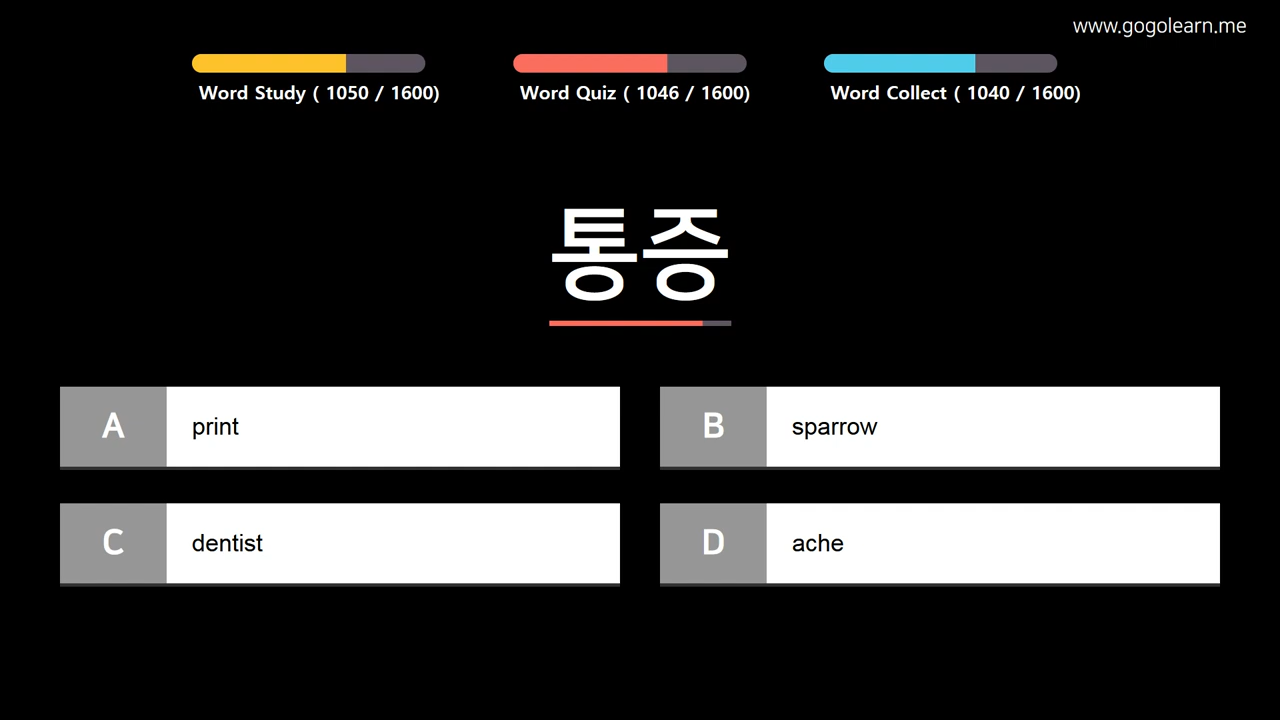 www.gogolearn.me
Word Study ( 1050 / 1600)
Word Quiz ( 1046 / 1600)
Word Collect ( 1040 / 1600)
통증
A print
B sparrow
C dentist
D ache